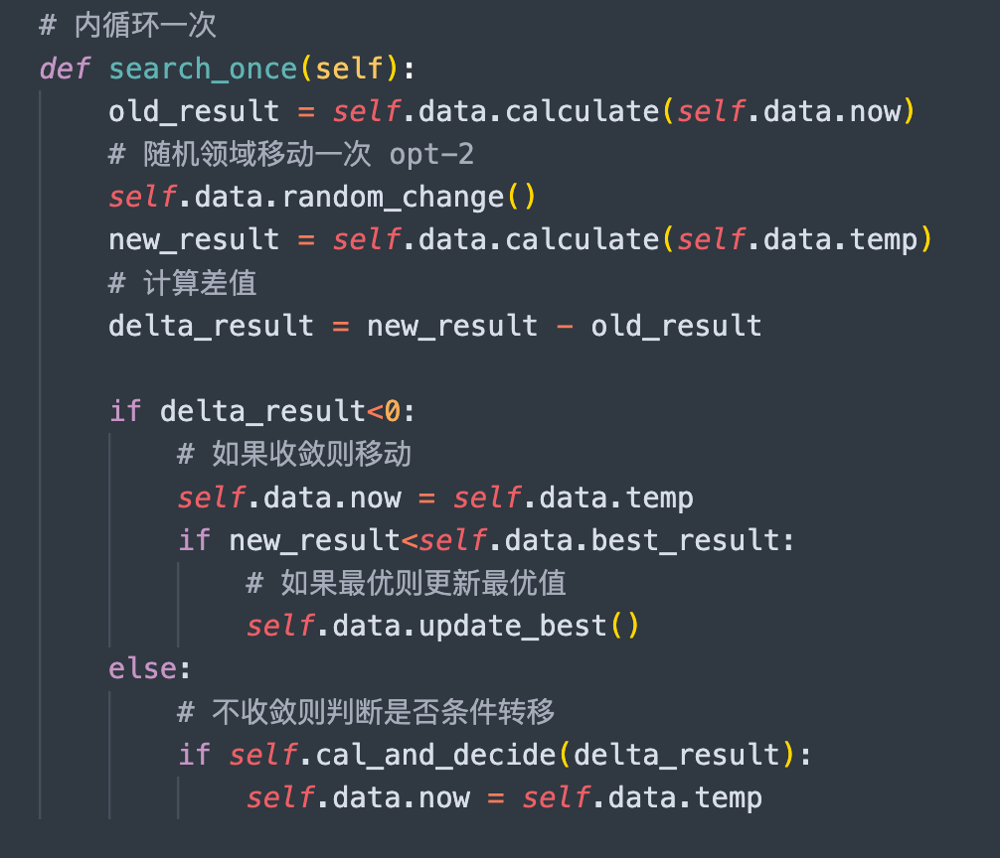 # 内循环一次
def search_once(self):
old_result = self.data.calculate(self.data.now)
# 随机领域移动一次 opt-2
self.data.random_change()
new_result = self.data.calculate(self.data.temp)
# 计算差值
delta_result = new_result - old_result
if delta_result<0:
# 如果收敛则移动
self.data.now = self.data.temp
if new_result<self.data.best_result:
# 如果最优则更新最优值
self.data.update_best()
else:
# 不收敛则判断是否条件转移
if self.cal_and_decide(delta_result):
self.data.now = self.data.temp